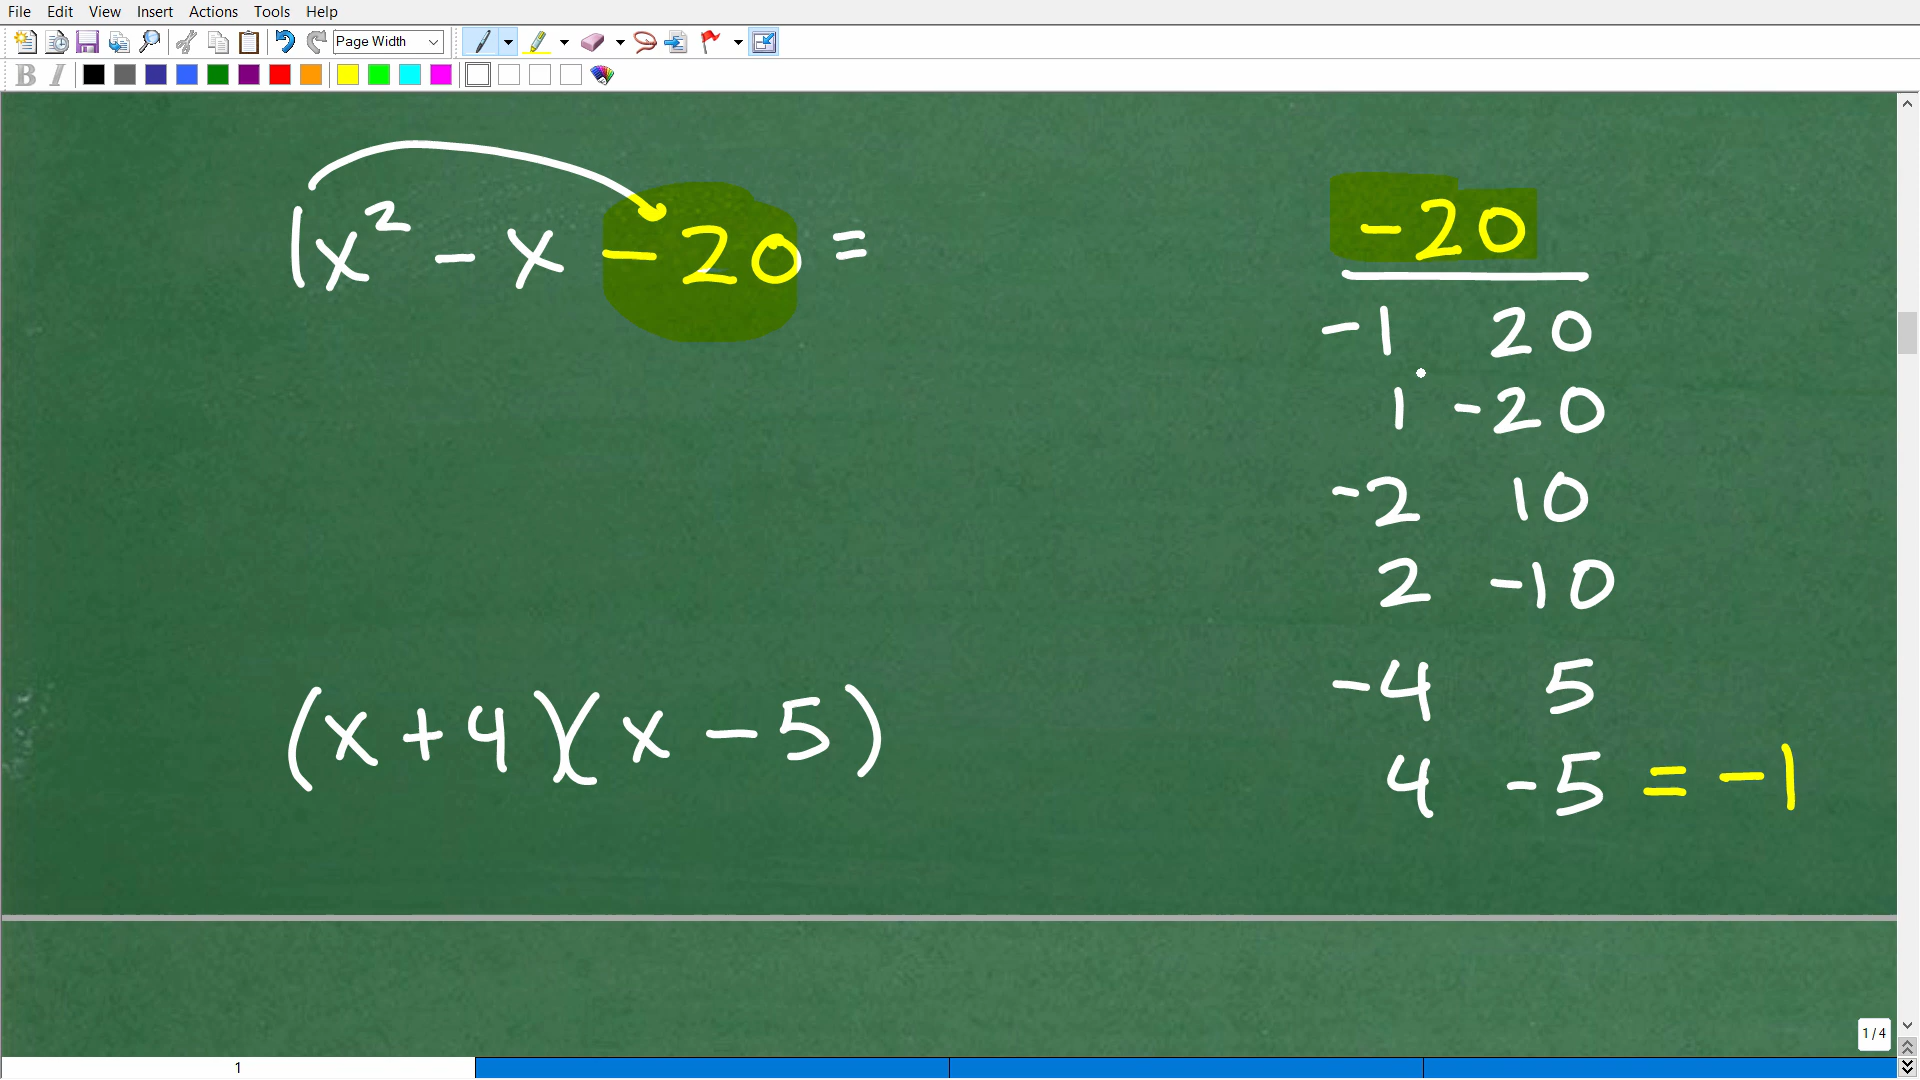 File Edit View Insert Actions Tools Help
Page Width
B I
1x² - x - 20 =
(x + 4)(x - 5)
-20
-1 20
1 -20
-2 10
2 -10
-4 5
4 -5 = -1
1 / 4
1